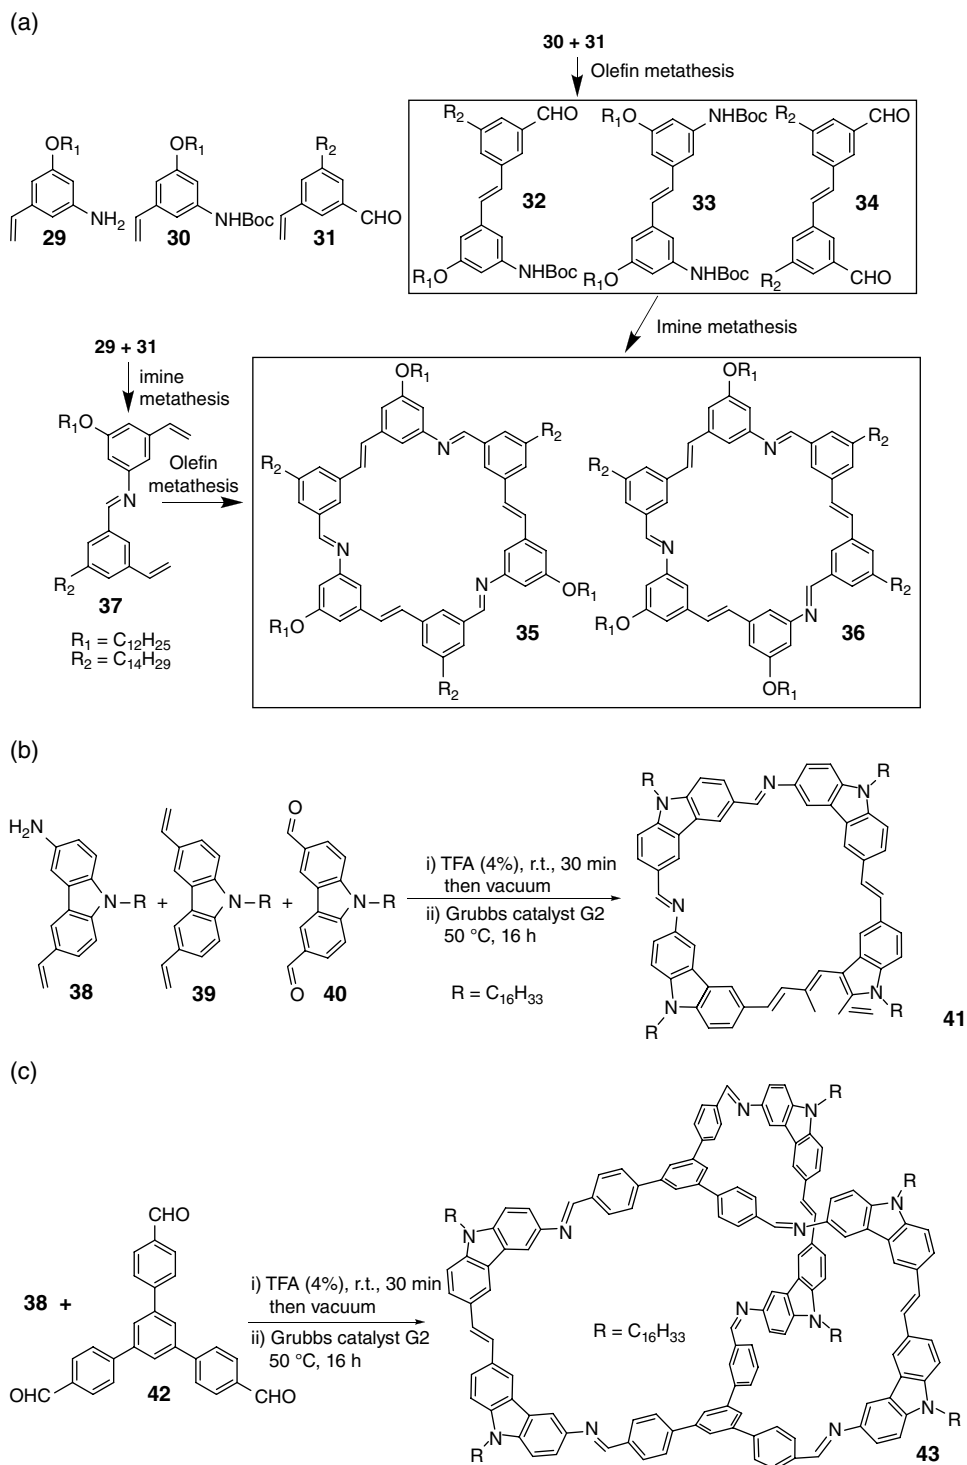 (a)
30 + 31
Olefin metathesis
OR1
NH2
29
OR1
NHBoc
30
R2
CHO
31
R2
CHO
32
R1O
NHBoc
R1O
NHBoc
33
R1O
NHBoc
R2
CHO
34
R2
CHO
Imine metathesis
29 + 31
imine
metathesis
R1O
N
R2
37
Olefin
metathesis
R1 = C12H25
R2 = C14H29
OR1
N
R2
R2
N
N
R1O
OR1
R2
35
OR1
N
R2
R2
N
R2
N
R1O
OR1
36
(b)
H2N
N–R
38
+
N–R
39
+
O
N–R
O
40
i) TFA (4%), r.t., 30 min
then vacuum
ii) Grubbs catalyst G2
50 °C, 16 h
R = C16H33
R
N
N
R
N
N
N
R
N
R
41
(c)
38 +
CHO
OHC
CHO
42
i) TFA (4%), r.t., 30 min
then vacuum
ii) Grubbs catalyst G2
50 °C, 16 h
N
R
N
R
N
N
N
R
N
R = C16H33
N
N
R
N
R
N
N
N
R
43